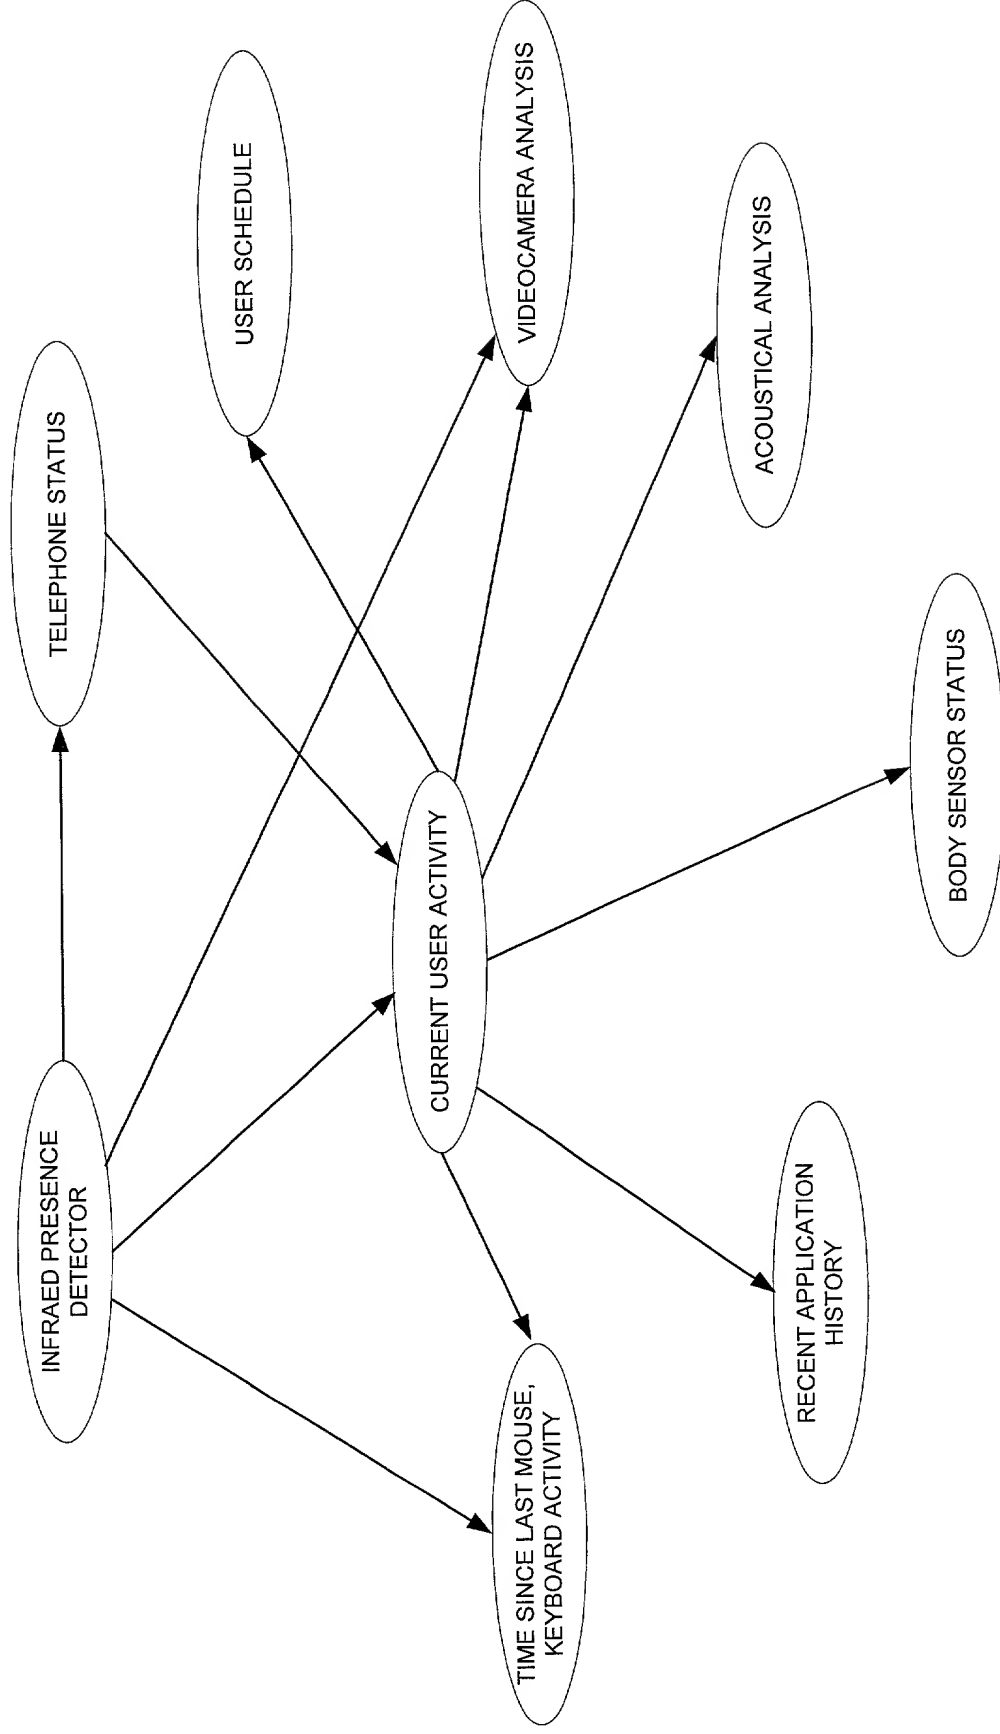 INFRAED PRESENCE
DETECTOR
TELEPHONE STATUS
USER SCHEDULE
CURRENT USER ACTIVITY
VIDEOCAMERA ANALYSIS
TIME SINCE LAST MOUSE,
KEYBOARD ACTIVITY
ACOUSTICAL ANALYSIS
RECENT APPLICATION
HISTORY
BODY SENSOR STATUS